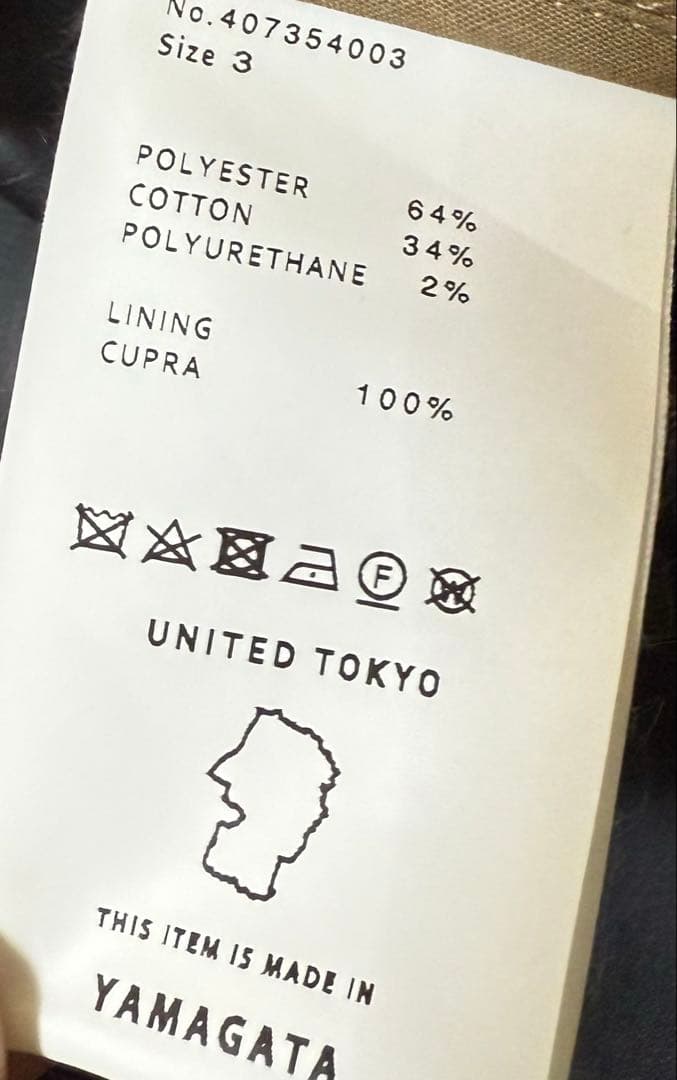 No.407354003
Size 3
POLYESTER 64%
COTTON 34%
POLYURETHANE 2%
LINING
CUPRA 100%
F
W
UNITED TOKYO
THIS ITEM IS MADE IN
YAMAGATA